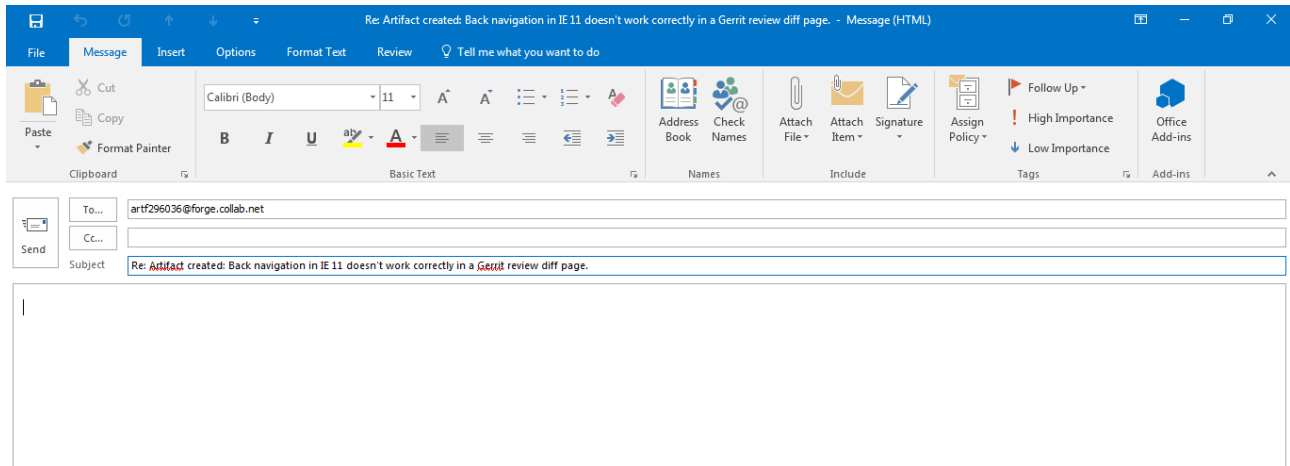 Re: Artifact created: Back navigation in IE 11 doesn't work correctly in a Gerrit review diff page. - Message (HTML)
File Message Insert Options Format Text Review Tell me what you want to do
Paste
Cut
Copy
Format Painter
Clipboard
Calibri (Body) 11 A A
B I U aby A
Basic Text
Address Book
Check Names
Names
Attach File
Attach Item
Signature
Include
Assign Policy
Follow Up
High Importance
Low Importance
Tags
Office Add-ins
Add-ins
Send
To... artf296036@forge.collab.net
Cc...
Subject Re: Artifact created: Back navigation in IE 11 doesn't work correctly in a Gerrit review diff page.